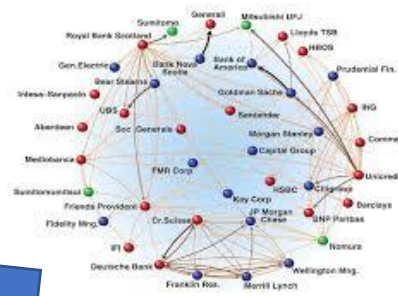 Sumitomo
Generali
Mitsubishi UFJ
Royal Bank Scotland
Lloyds TSB
HBOS
Gen.Electric
Bank Nova
Scotia
Bank of
America
Prudential Fin.
Bear Stearns
Goldman Sachs
Intesa-Sanpaolo
UBS
Santander
ING
Aberdeen
Soc Generale
Morgan Stanley
Comme
Mediobanca
Capital Group
FMR Corp
Unicredi
HSBC
Citigroup
Sumitomomitsui
Key Corp
Barclays
Friends Provident
JP Morgan
Chase
BNP Paribas
Fidelity Mng.
Cr.Suisse
Nomura
IFI
Deutsche Bank
Wellington Mng.
Franklin Res.
Merrill Lynch